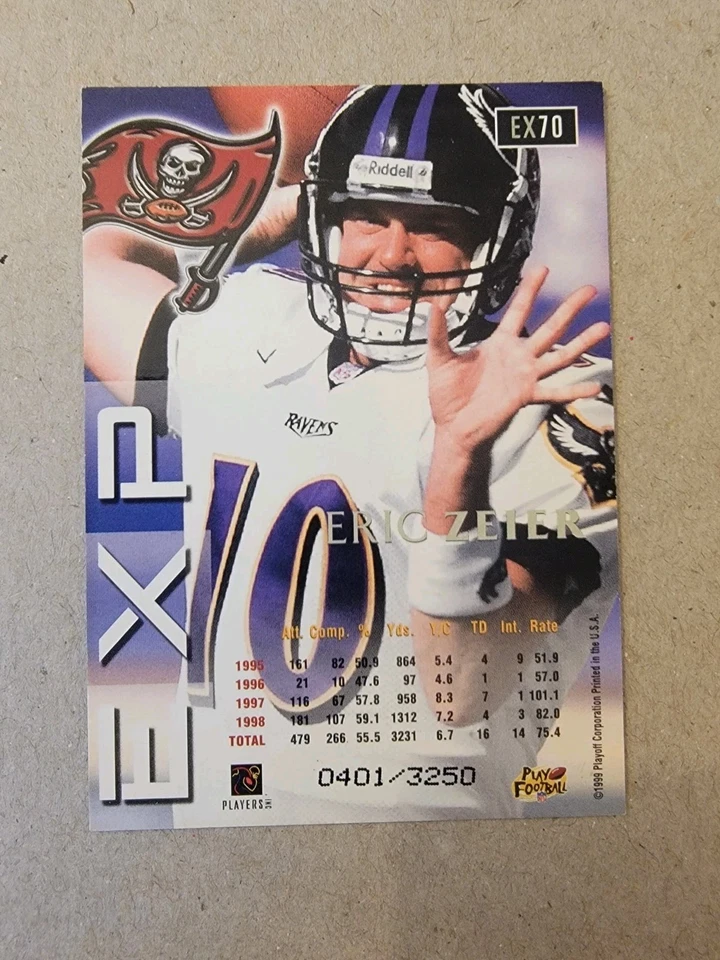 EX70
Riddell
RAVENS
10
ERIC ZEIER
EXP
Att. Comp. % Yds. Y/C TD Int. Rate
1995 161 82 50.9 864 5.4 4 9 51.9
1996 21 10 47.6 97 4.6 1 1 57.0
1997 116 67 57.8 958 8.3 7 1 101.1
1998 181 107 59.1 1312 7.2 4 3 82.0
TOTAL 479 266 55.5 3231 6.7 16 14 75.4
PLAYERS INC
0401/3250
PLAY
FOOTBALL
©1999 Playoff Corporation Printed in the U.S.A.